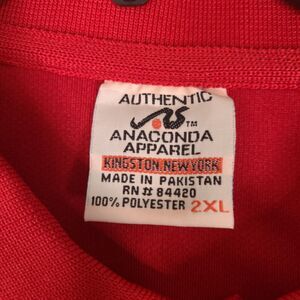 AUTHENTIC
TM
ANACONDA
APPAREL
KINGSTON, NEW YORK
MADE IN PAKISTAN
RN # 84420
100% POLYESTER 2XL